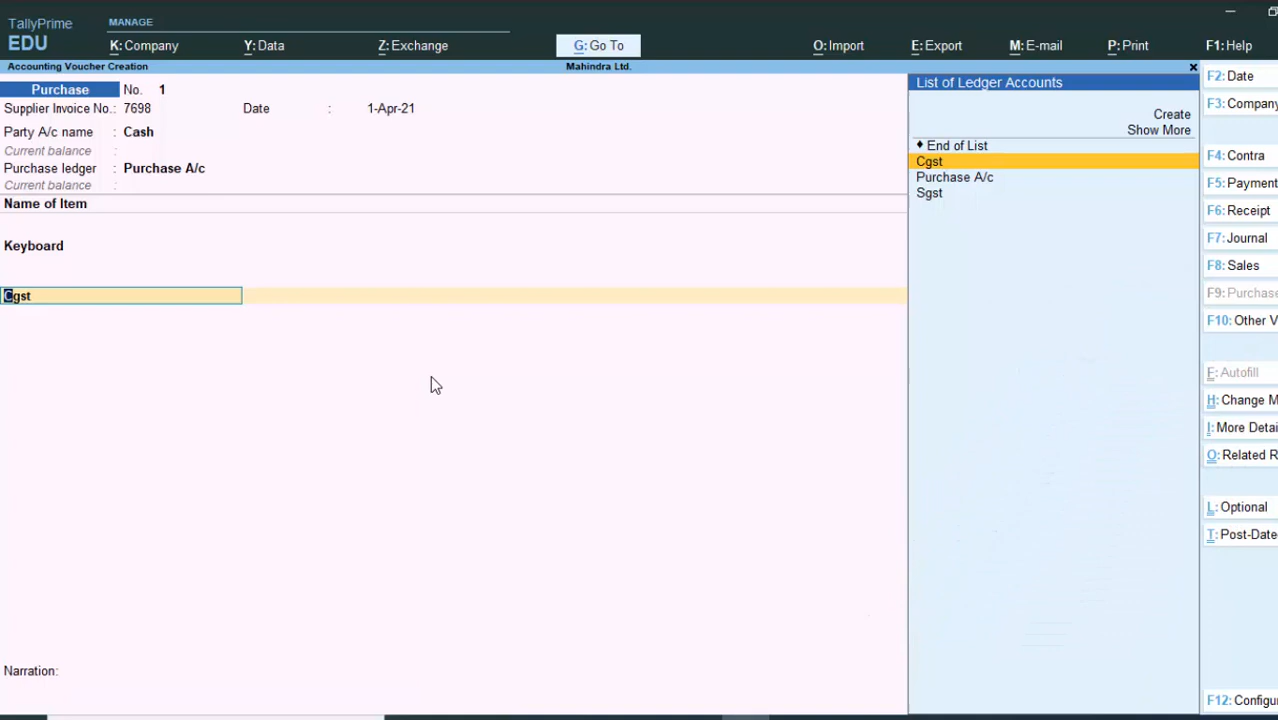 TallyPrime
EDU
MANAGE
K: Company
Y: Data
Z: Exchange
G: Go To
O: Import
E: Export
M: E-mail
P: Print
F1: Help
Accounting Voucher Creation
Mahindra Ltd.
Purchase No. 1
Supplier Invoice No.: 7698 Date : 1-Apr-21
Party A/c name : Cash
Current balance :
Purchase ledger : Purchase A/c
Current balance :
Name of Item
Keyboard
Cgst
Narration:
List of Ledger Accounts
Create
Show More
♦ End of List
Cgst
Purchase A/c
Sgst
F2: Date
F3: Company
F4: Contra
F5: Payment
F6: Receipt
F7: Journal
F8: Sales
F9: Purchase
F10: Other V
F: Autofill
H: Change M
I: More Detai
O: Related R
L: Optional
T: Post-Date
F12: Configu